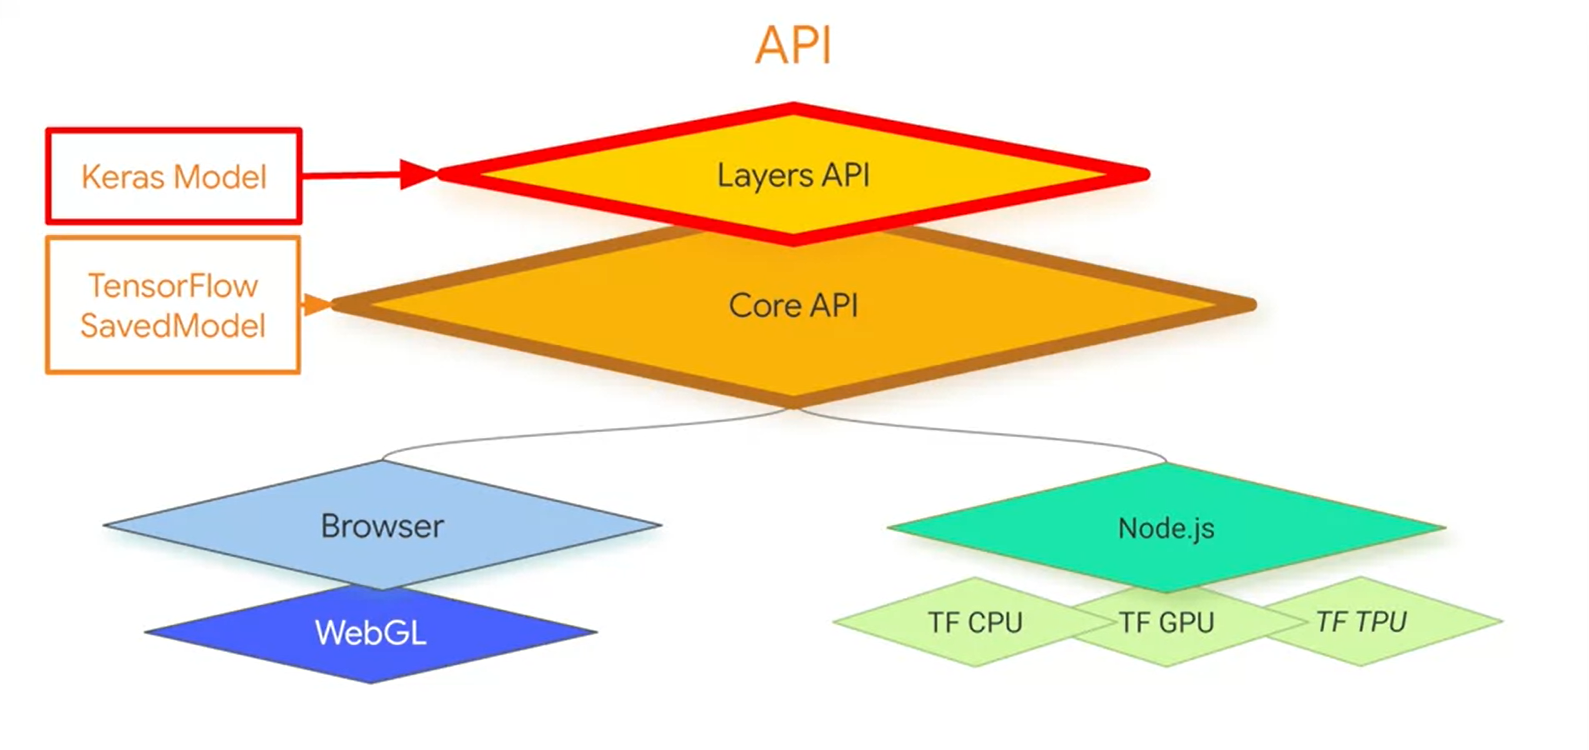 API
Keras Model
Layers API
TensorFlow
SavedModel
Core API
Browser
Node.js
WebGL
TF CPU
TF GPU
TF TPU